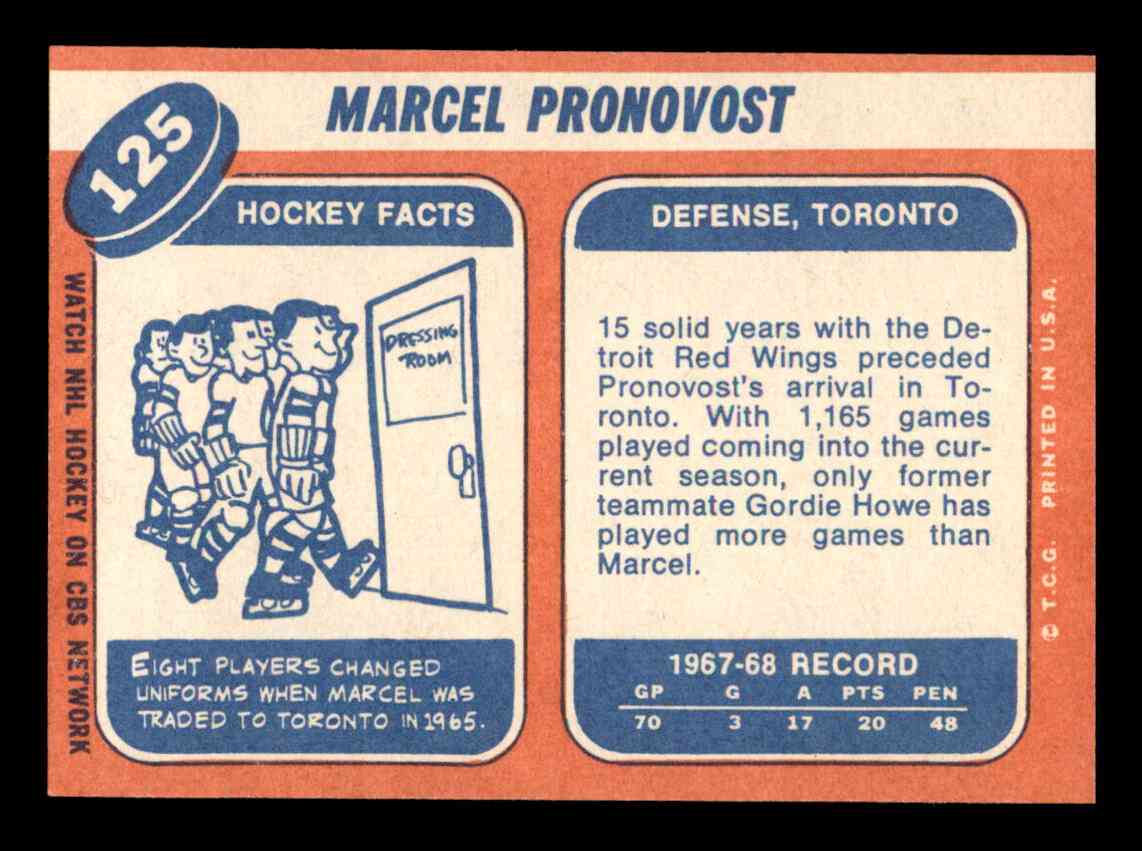 125
MARCEL PRONOVOST
HOCKEY FACTS
DRESSING
ROOM
EIGHT PLAYERS CHANGED
UNIFORMS WHEN MARCEL WAS
TRADED TO TORONTO IN 1965.
DEFENSE, TORONTO
15 solid years with the De-
troit Red Wings preceded
Pronovost's arrival in To-
ronto. With 1,165 games
played coming into the cur-
rent season, only former
teammate Gordie Howe has
played more games than
Marcel.
1967-68 RECORD
GP G A PTS PEN
70 3 17 20 48
WATCH NHL HOCKEY ON CBS NETWORK
© T.C.G. PRINTED IN U.S.A.